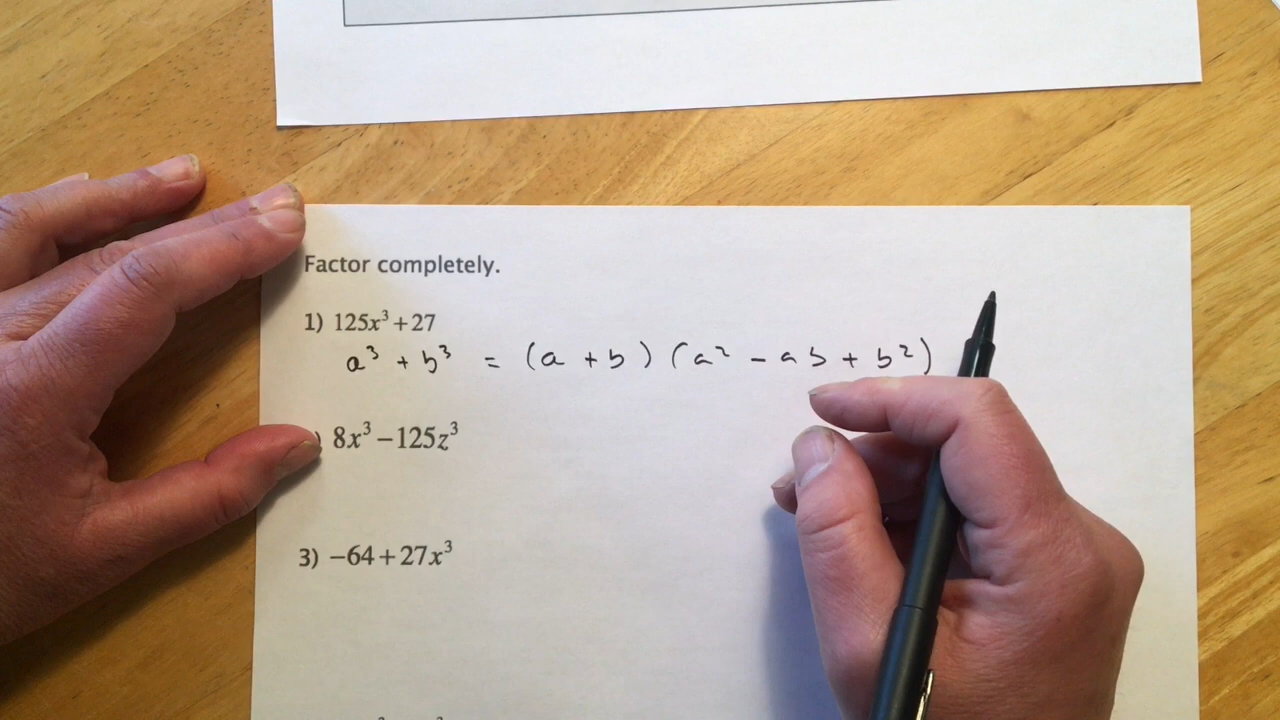 Factor completely.
1) 125x³+27
a³ + b³ = (a + b) (a² - ab + b²)
) 8x³-125z³
3) -64+27x³